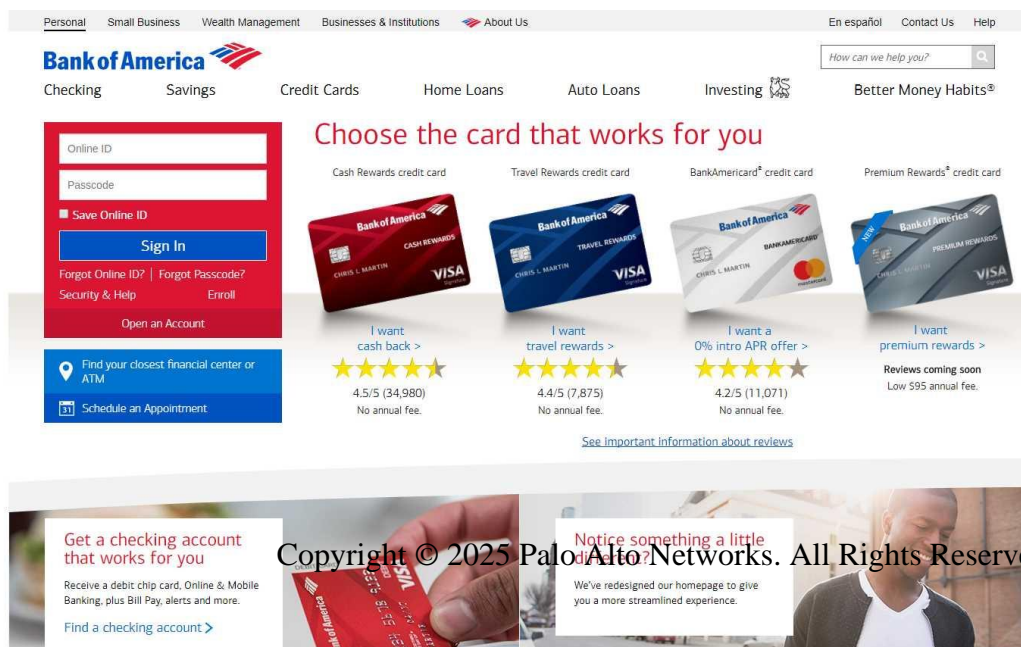 Personal Small Business Wealth Management Businesses & Institutions About Us En español Contact Us Help
Bank of America
How can we help you?
Checking Savings Credit Cards Home Loans Auto Loans Investing Better Money Habits®
Online ID
Passcode
Save Online ID
Sign In
Forgot Online ID? | Forgot Passcode?
Security & Help Enroll
Open an Account
Find your closest financial center or
ATM
31 Schedule an Appointment
Choose the card that works for you
Cash Rewards credit card
Bank of America
CASH REWARDS
CHRIS L MARTIN
VISA
Signature
I want
cash back >
4.5/5 (34,980)
No annual fee.
Travel Rewards credit card
Bank of America
TRAVEL REWARDS
CHRIS L MARTIN
VISA
Signature
I want
travel rewards >
4.4/5 (7,875)
No annual fee.
BankAmericard® credit card
Bank of America
BANKAMERICARD®
CHRIS L MARTIN
mastercard
I want a
0% intro APR offer >
4.2/5 (11,071)
No annual fee.
Premium Rewards® credit card
NEW
Bank of America
PREMIUM REWARDS
CHRIS L MARTIN
VISA
Signature
I want
premium rewards >
Reviews coming soon
Low $95 annual fee.
See important information about reviews
Get a checking account
that works for you
Receive a debit chip card, Online & Mobile
Banking, plus Bill Pay, alerts and more.
Find a checking account >
Bank of America
VISA
Notice something a little
different?
We've redesigned our homepage to give
you a more streamlined experience.
Copyright © 2025 Palo Alto Networks. All Rights Reserve